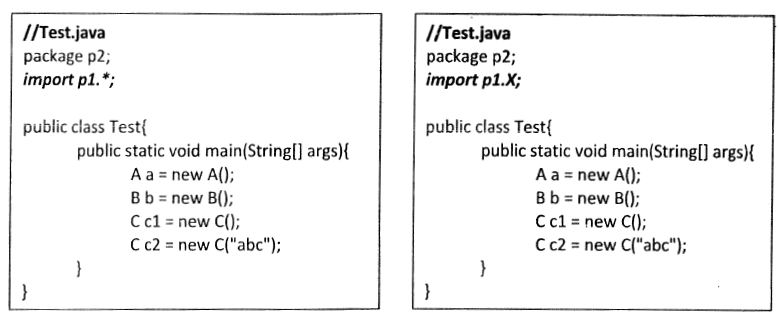 //Test.java
package p2;
import p1.*;
public class Test{
public static void main(String[] args){
A a = new A();
B b = new B();
C c1 = new C();
C c2 = new C("abc");
}
}
//Test.java
package p2;
import p1.X;
public class Test{
public static void main(String[] args){
A a = new A();
B b = new B();
C c1 = new C();
C c2 = new C("abc");
}
}